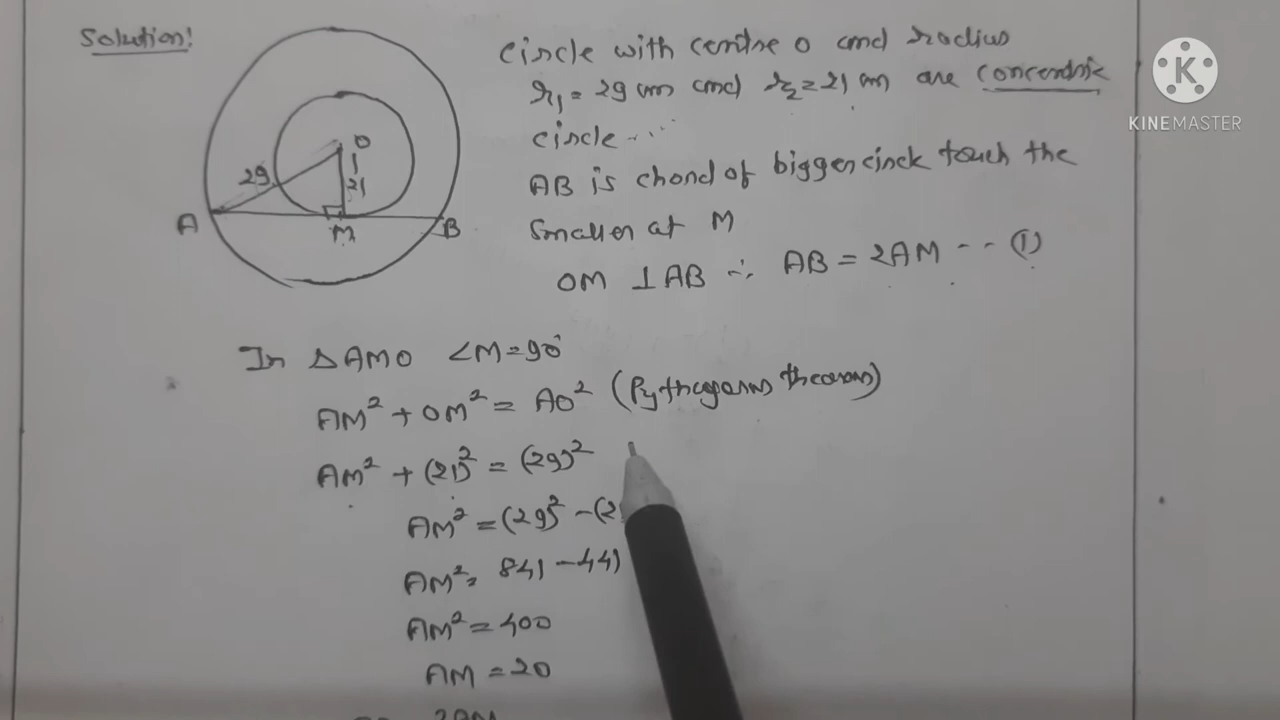 Solution!
Circle with centre O and radius
r₁ = 29 cm and r₂ = 21 cm are concentric
circle.....
AB is chord of bigger circle touch the
smaller at M
OM ⊥ AB ∴ AB = 2AM -- (1)
O
29
21
A
M
B
In △AMO ∠M=90°
AM² + OM² = AO² (Pythagoras theorem)
AM² + (21)² = (29)²
AM² = (29)² - (2
AM² = 841 - 441
AM² = 400
AM = 20
2AM
K
KINEMASTER